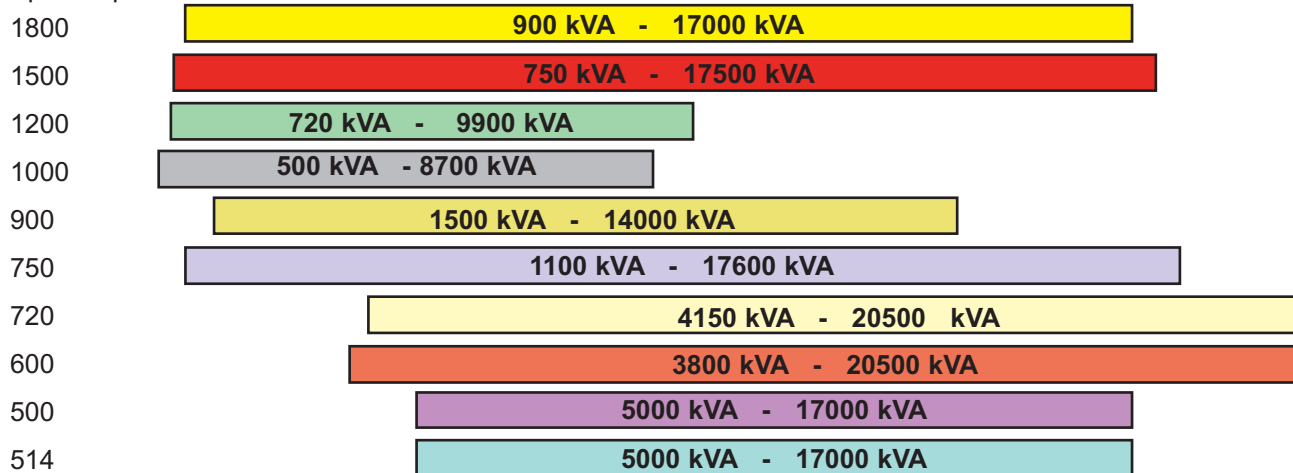 1800 900 kVA - 17000 kVA
1500 750 kVA - 17500 kVA
1200 720 kVA - 9900 kVA
1000 500 kVA - 8700 kVA
900 1500 kVA - 14000 kVA
750 1100 kVA - 17600 kVA
720 4150 kVA - 20500 kVA
600 3800 kVA - 20500 kVA
500 5000 kVA - 17000 kVA
514 5000 kVA - 17000 kVA